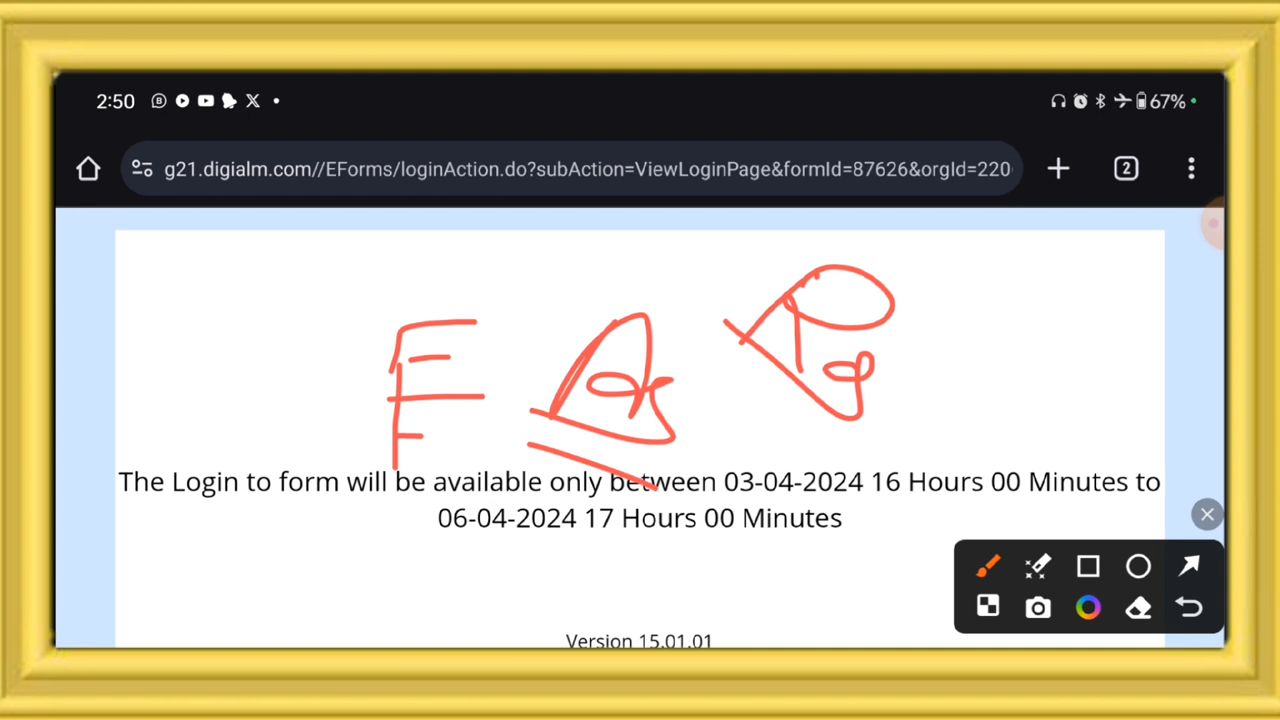 2:50
67%
g21.digialm.com//EForms/loginAction.do?subAction=ViewLoginPage&formId=87626&orgId=220
2
The Login to form will be available only between 03-04-2024 16 Hours 00 Minutes to
06-04-2024 17 Hours 00 Minutes
Version 15.01.01